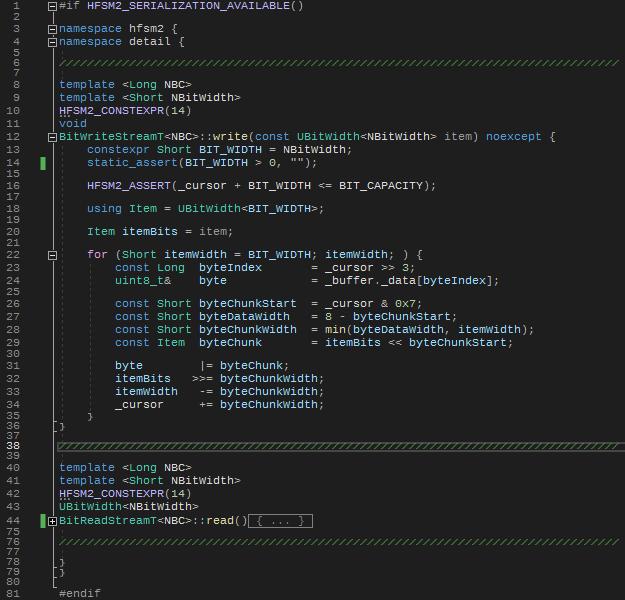 1 #if HFSM2_SERIALIZATION_AVAILABLE()
2
3 namespace hfsm2 {
4 namespace detail {
5
6 ////////////////////////////////////////////////////////////////////////////////
7
8 template <Long NBC>
9 template <Short NBitWidth>
10 HFSM2_CONSTEXPR(14)
11 void
12 BitWriteStreamT<NBC>::write(const UBitWidth<NBitWidth> item) noexcept {
13     constexpr Short BIT_WIDTH = NBitWidth;
14     static_assert(BIT_WIDTH > 0, "");
15
16     HFSM2_ASSERT(_cursor + BIT_WIDTH <= BIT_CAPACITY);
17
18     using Item = UBitWidth<BIT_WIDTH>;
19
20     Item itemBits = item;
21
22     for (Short itemWidth = BIT_WIDTH; itemWidth; ) {
23         const Long  byteIndex       = _cursor >> 3;
24         uint8_t&    byte            = _buffer._data[byteIndex];
25
26         const Short byteChunkStart  = _cursor & 0x7;
27         const Short byteDataWidth   = 8 - byteChunkStart;
28         const Short byteChunkWidth  = min(byteDataWidth, itemWidth);
29         const Item  byteChunk       = itemBits << byteChunkStart;
30
31         byte        |= byteChunk;
32         itemBits   >>= byteChunkWidth;
33         itemWidth   -= byteChunkWidth;
34         _cursor     += byteChunkWidth;
35     }
36 }
37
38 ////////////////////////////////////////////////////////////////////////////////
39
40 template <Long NBC>
41 template <Short NBitWidth>
42 HFSM2_CONSTEXPR(14)
43 UBitWidth<NBitWidth>
44 BitReadStreamT<NBC>::read() { ... }
75
76 ////////////////////////////////////////////////////////////////////////////////
77
78 }
79 }
80
81 #endif